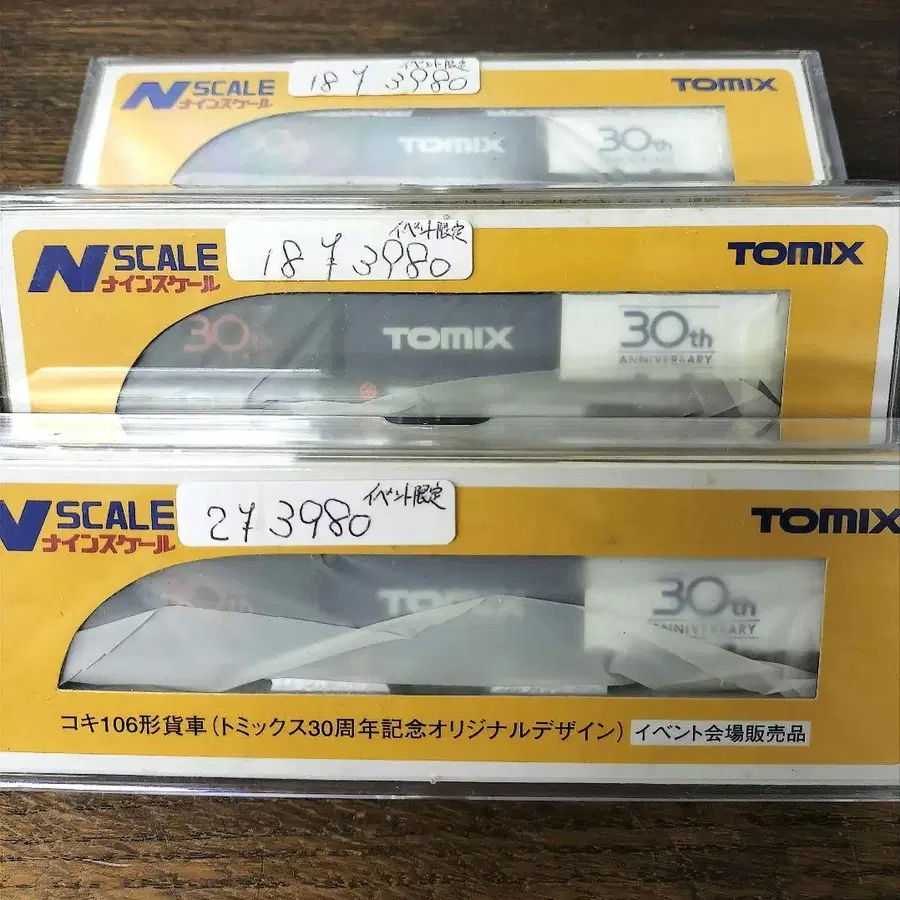 N SCALE
ナインスケール
イベント限定
18 ¥ 3980
TOMIX
TOMIX
30th
N SCALE
ナインスケール
イベント限定
18 ¥ 3980
TOMIX
30th
TOMIX
30th
ANNIVERSARY
N SCALE
ナインスケール
イベント限定
27 ¥ 3980
TOMIX
30th
TOMIX
30th
ANNIVERSARY
コキ106形貨車(トミックス30周年記念オリジナルデザイン) イベント会場販売品